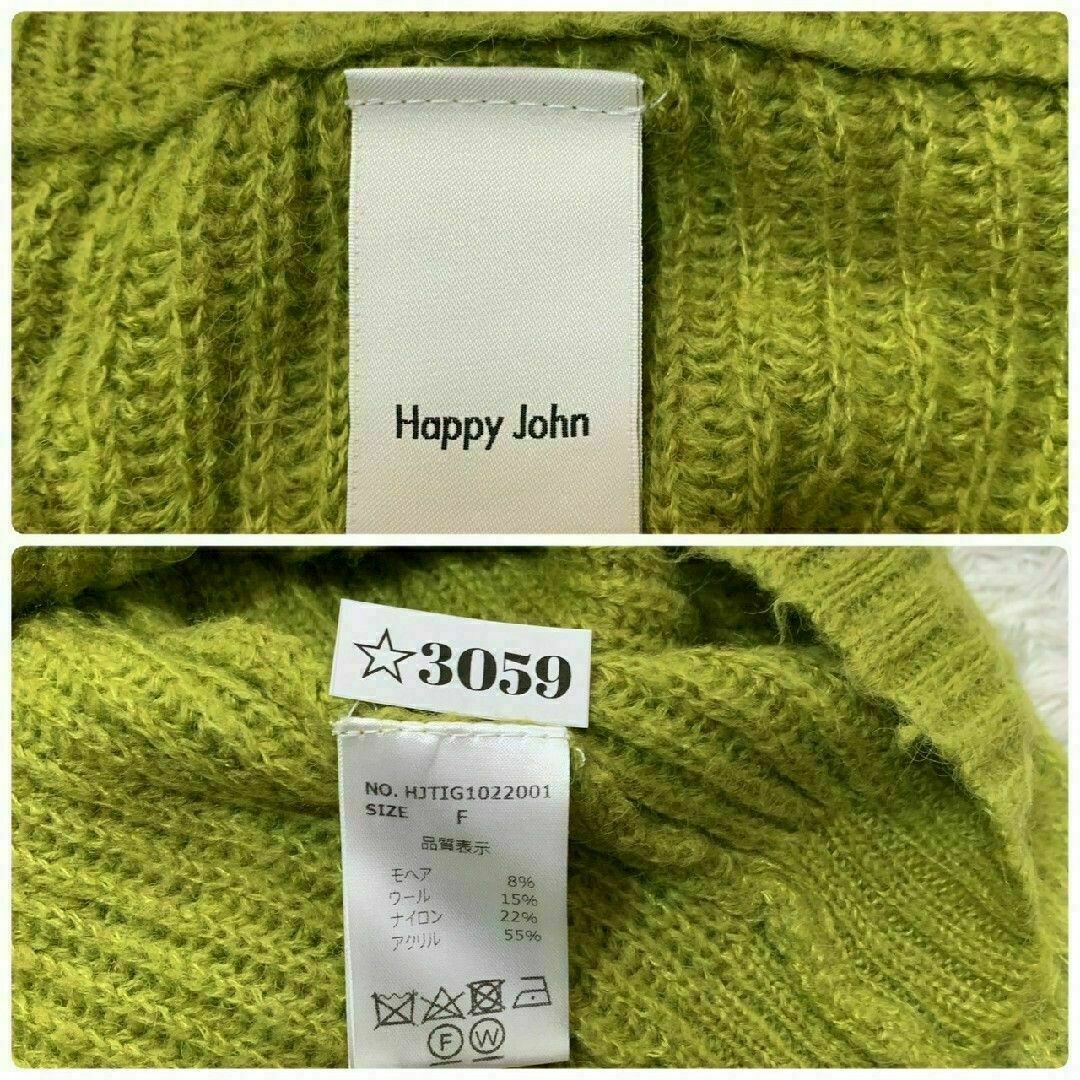 Happy John
☆3059
NO. HJTIG1022001
SIZE F
品質表示
モヘア 8%
ウール 15%
ナイロン 22%
アクリル 55%
F W